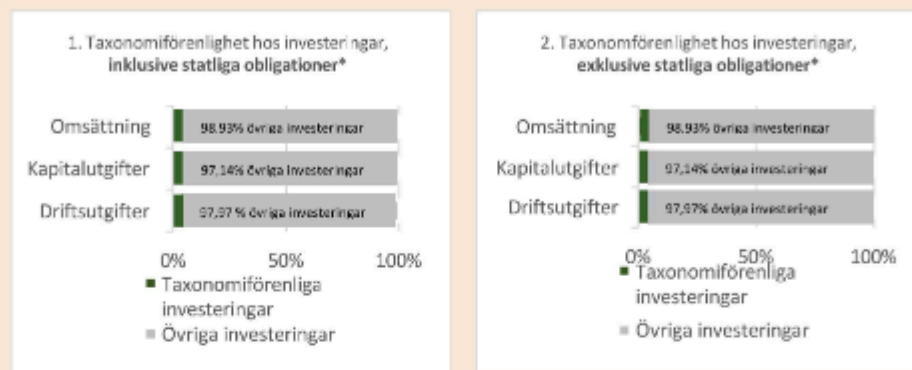 1. Taxonomiförenlighet hos investeringar,
inklusive statliga obligationer*
Omsättning
98.93% övriga investeringar
Kapitalutgifter
97,14% övriga investeringar
Driftsutgifter
97,97 % övriga investeringar
0% 50% 100%
Taxonomiförenliga
investeringar
Övriga investeringar
2. Taxonomförenlighet hos investeringar,
exklusive statliga obligationer*
Omsättning
98.93% övriga investeringar
Kapitalutgifter
97,14% övriga investeringar
Driftsutgifter
97,97% övriga investeringar
0% 50% 100%
Taxonomiförenliga
investeringar
Övriga investeringar